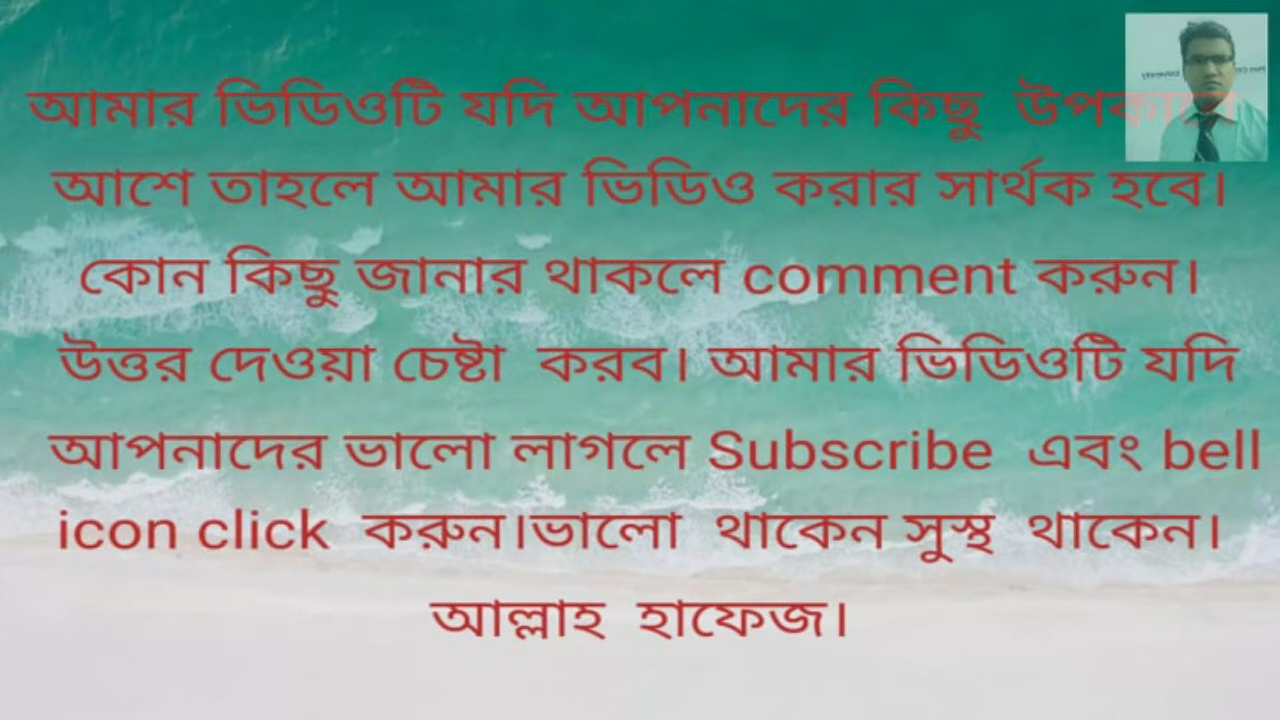 আমার ভিডিওটি যদি আপনাদের কিছু উপকারে
আশে তাহলে আমার ভিডিও করার সার্থক হবে।
কোন কিছু জানার থাকলে comment করুন।
উত্তর দেওয়া চেষ্টা করব। আমার ভিডিওটি যদি
আপনাদের ভালো লাগলে Subscribe এবং bell
icon click করুন।ভালো থাকেন সুস্থ থাকেন।
আল্লাহ হাফেজ।